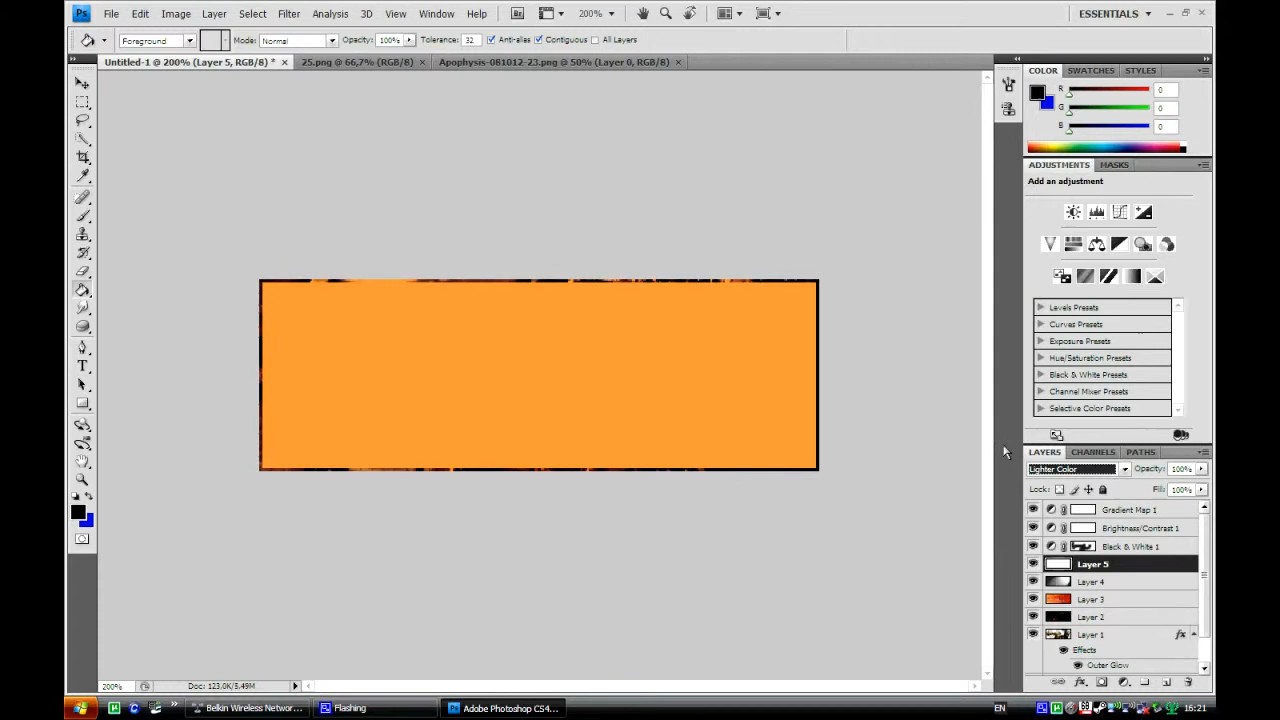 Ps File Edit Image Layer Select Filter Analysis 3D View Window Help Br 200% ESSENTIALS
Foreground Mode: Normal Opacity: 100% Tolerance: 32 Anti-alias Contiguous All Layers
Untitled-1 @ 200% (Layer 5, RGB/8) * 25.png @ 66,7% (RGB/8) Apophysis-081012-23.png @ 50% (Layer 0, RGB/8)
COLOR SWATCHES STYLES
R 0
G 0
B 0
ADJUSTMENTS MASKS
Add an adjustment
Levels Presets
Curves Presets
Exposure Presets
Hue/Saturation Presets
Black & White Presets
Channel Mixer Presets
Selective Color Presets
LAYERS CHANNELS PATHS
Lighter Color Opacity: 100%
Lock: Fill: 100%
Gradient Map 1
Brightness/Contrast 1
Black & White 1
Layer 5
Layer 4
Layer 3
Layer 2
Layer 1 fx
Effects
Outer Glow
T
200% Doc: 123,0K/5,49M
Belkin Wireless Networ... Flashing Ps Adobe Photoshop CS4... EN 16:21